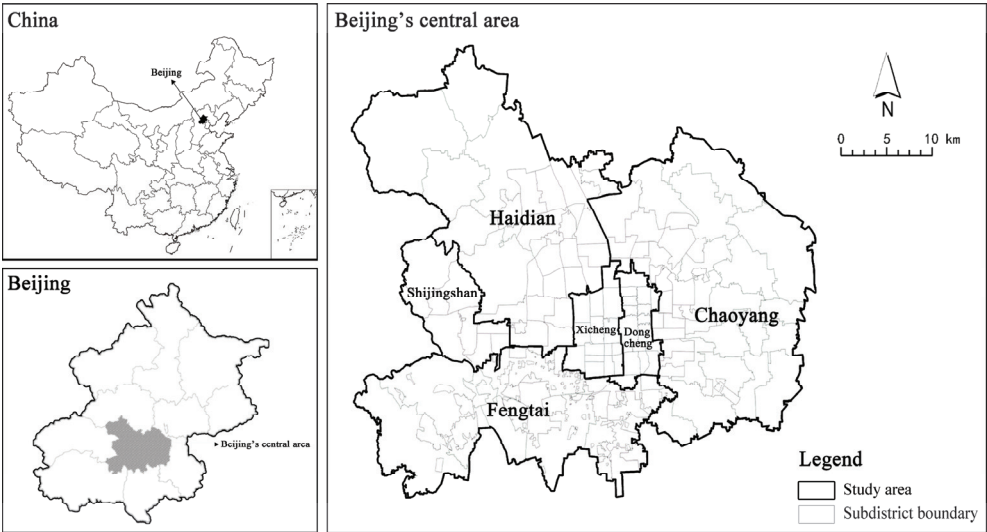 China
Beijing
Beijing
Beijing's central area
Beijing's central area
N
0 5 10 km
Haidian
Shijingshan
Xicheng
Dong
cheng
Chaoyang
Fengtai
Legend
Study area
Subdistrict boundary